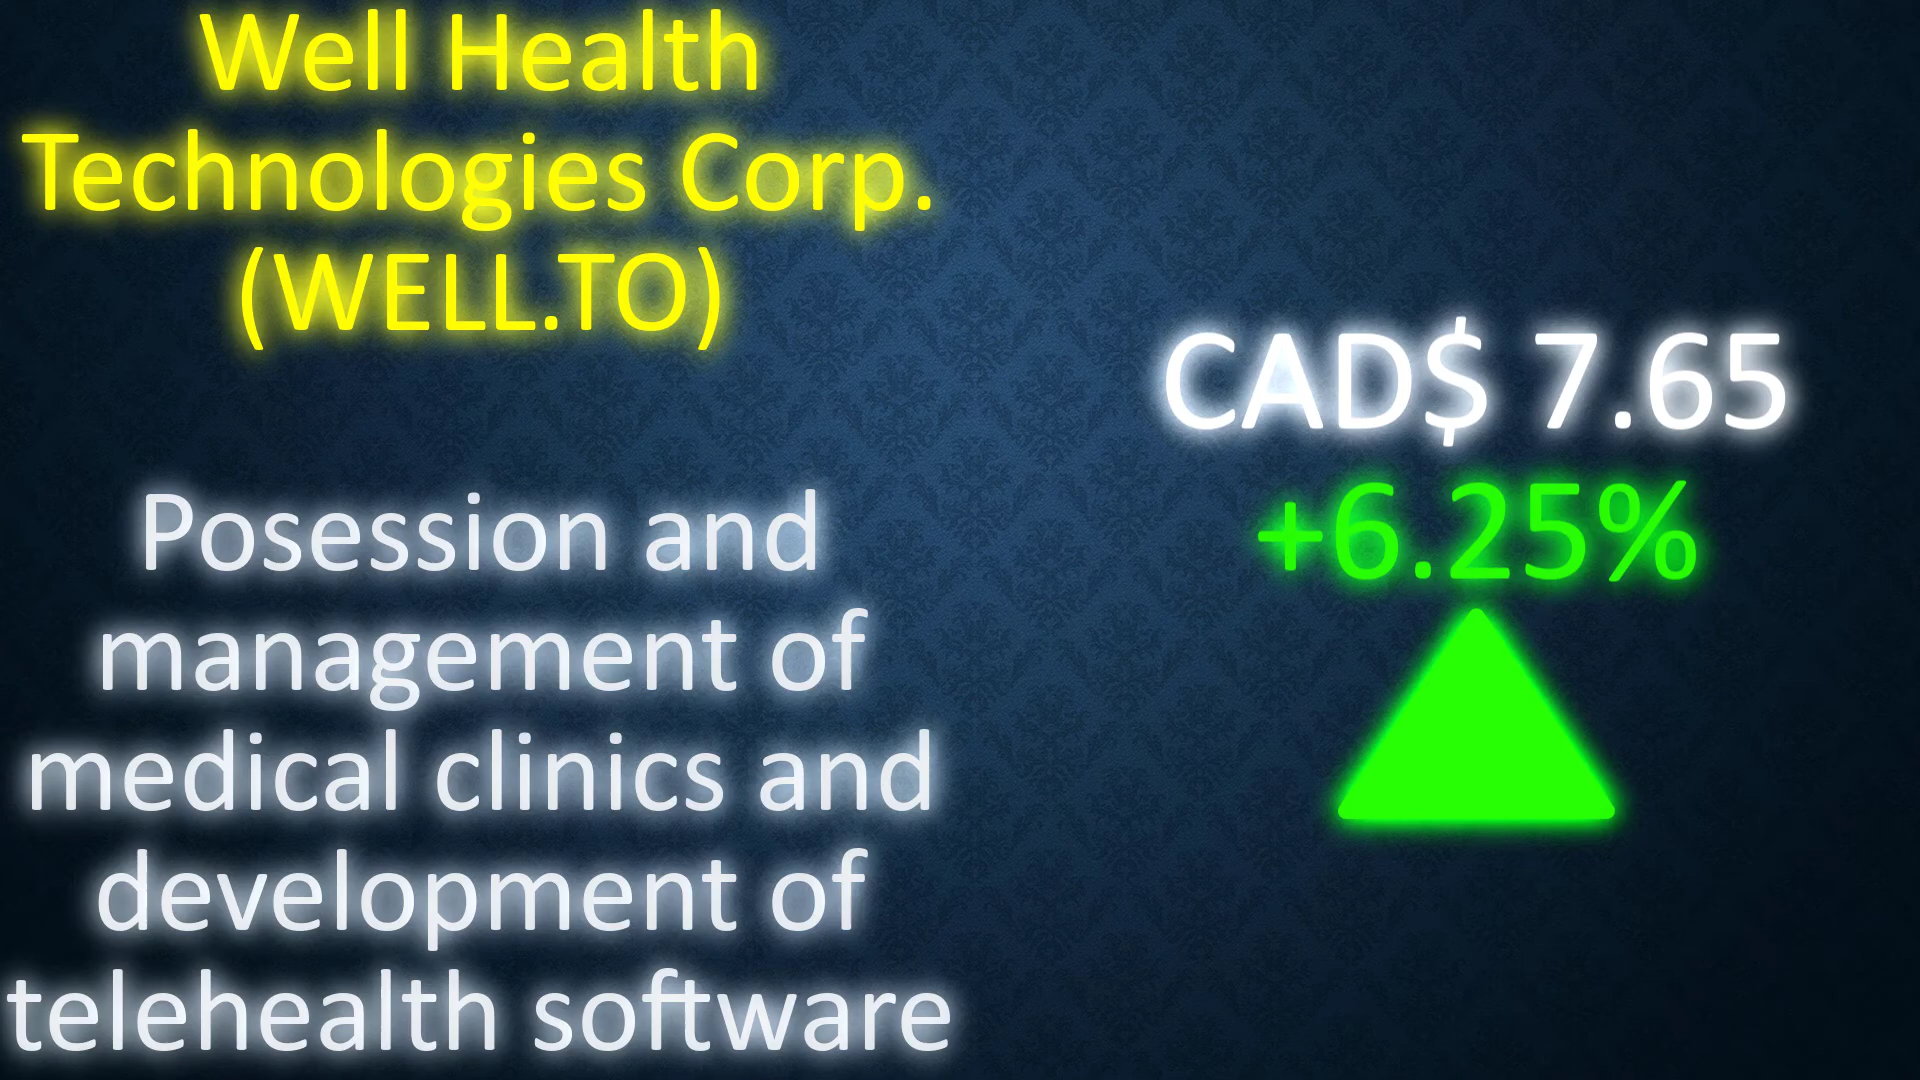 Well Health
Technologies Corp.
(WELL.TO)
Posession and
management of
medical clinics and
development of
telehealth software
CAD$ 7.65
+6.25%